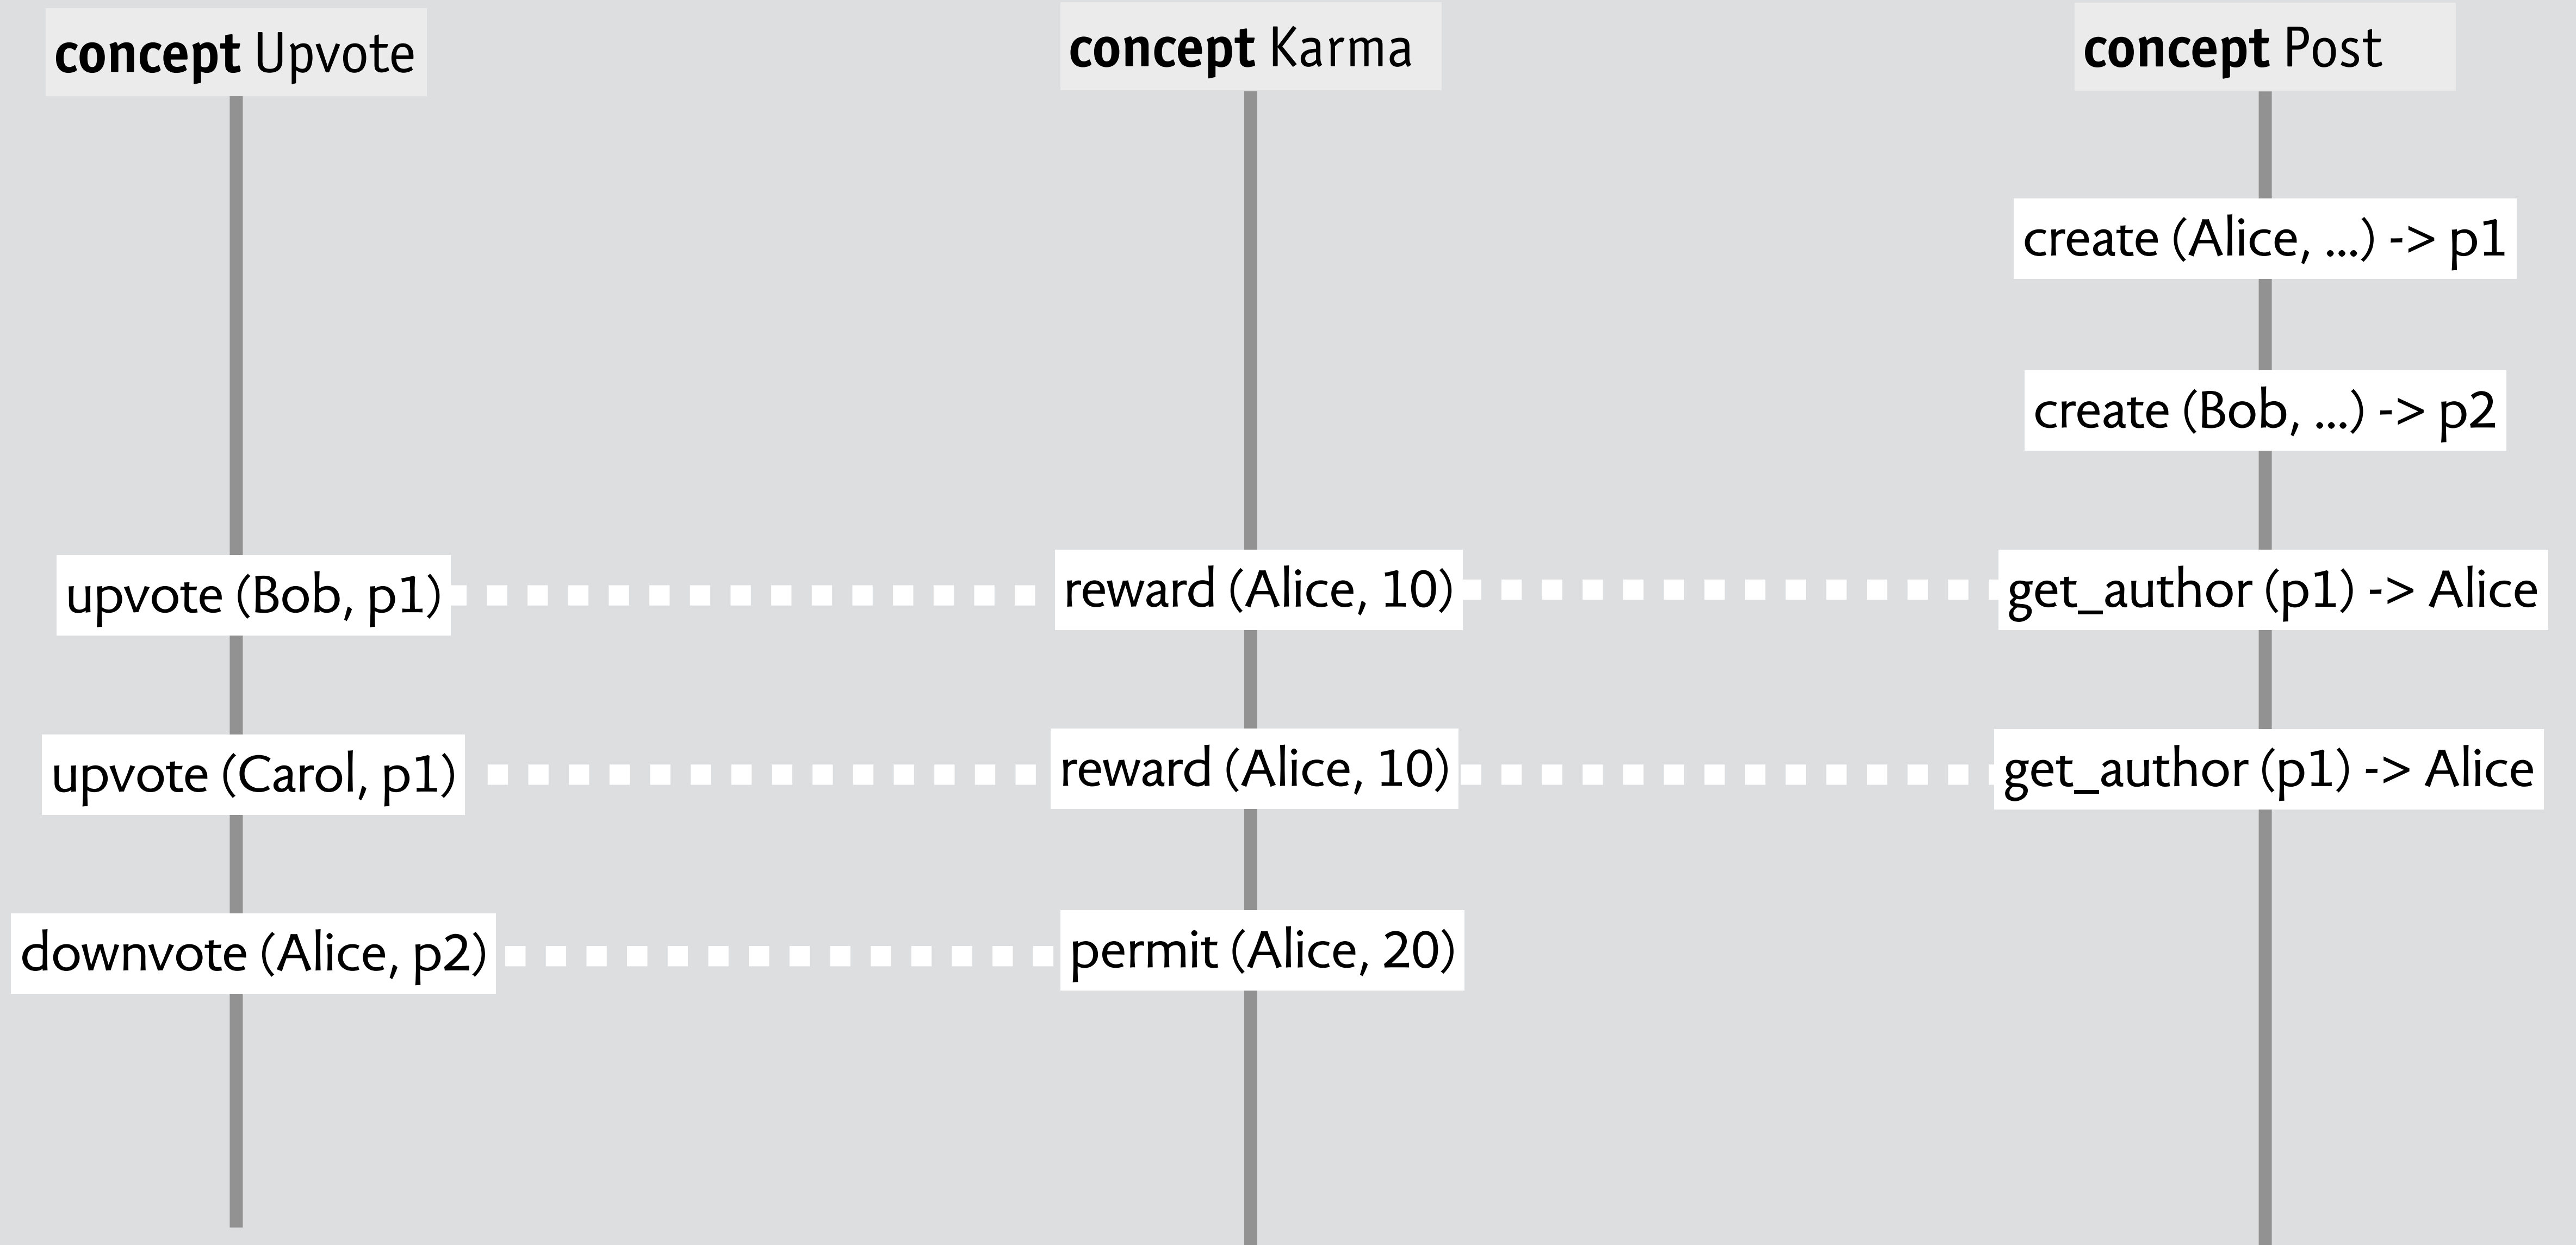 concept Upvote
concept Karma
concept Post
create (Alice, ...) -> p1
create (Bob, ...) -> p2
upvote (Bob, p1)
reward (Alice, 10)
get_author (p1) -> Alice
upvote (Carol, p1)
reward (Alice, 10)
get_author (p1) -> Alice
downvote (Alice, p2)
permit (Alice, 20)